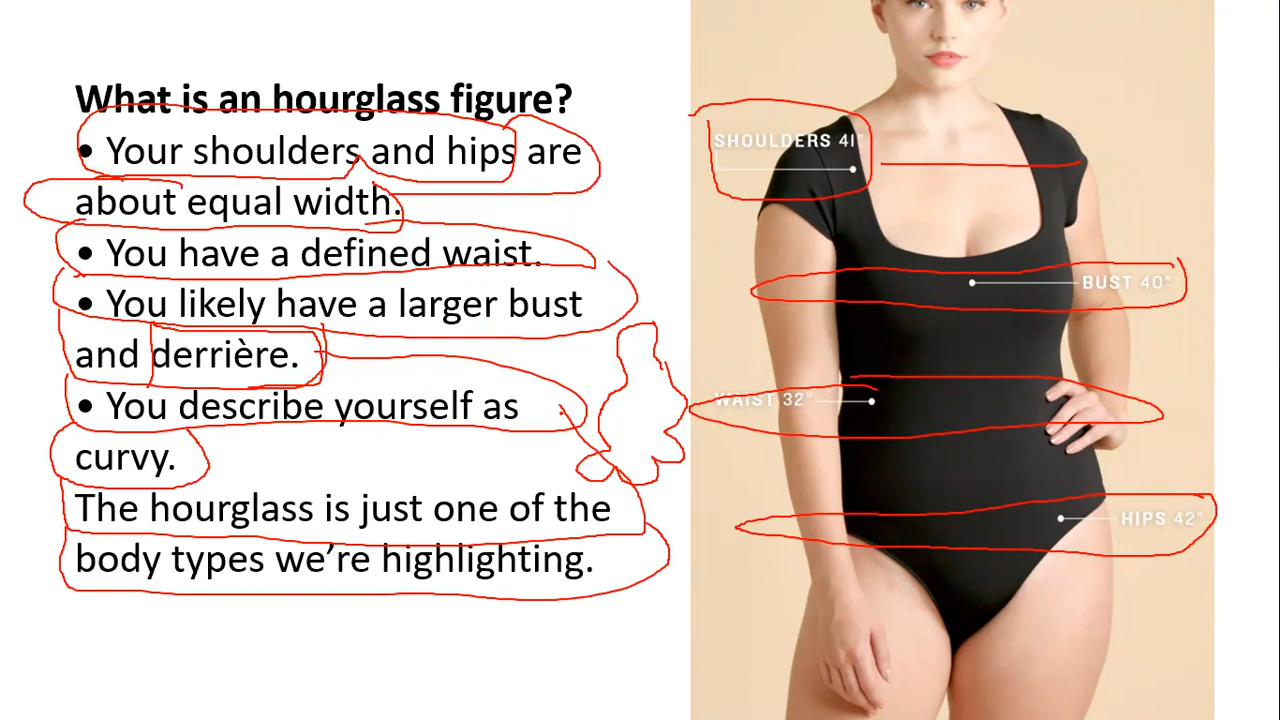 What is an hourglass figure?
• Your shoulders and hips are
about equal width.
• You have a defined waist.
• You likely have a larger bust
and derrière.
• You describe yourself as
curvy.
The hourglass is just one of the
body types we’re highlighting.
SHOULDERS 41"
BUST 40"
WAIST 32"
HIPS 42"